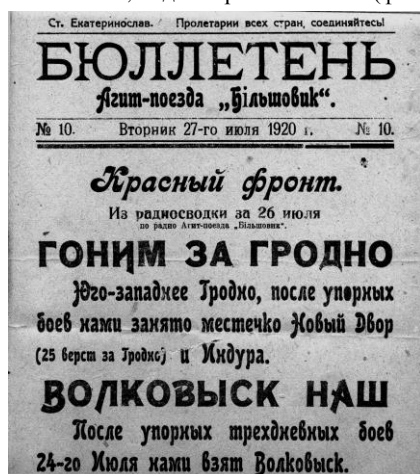 Ст. Екатеринослав. Пролетарии всех стран, соединяйтесь!
БЮЛЛЕТЕНЬ
Агит-поезда „Більшовик“.
№ 10. Вторник 27-го июля 1920 г. № 10.
Красный фронт.
Из радиосводки за 26 июля
по радио Агит-поезда „Більшовик“.
ГОНИМ ЗА ГРОДНО
Юго-западнее Гродно, после упорных
боев нами занято местечко Новый Двор
(25 верст за Гродно) и Индура.
ВОЛКОВЫСК НАШ
После упорных трехдневных боев
24-го Июля нами взят Волковыск.